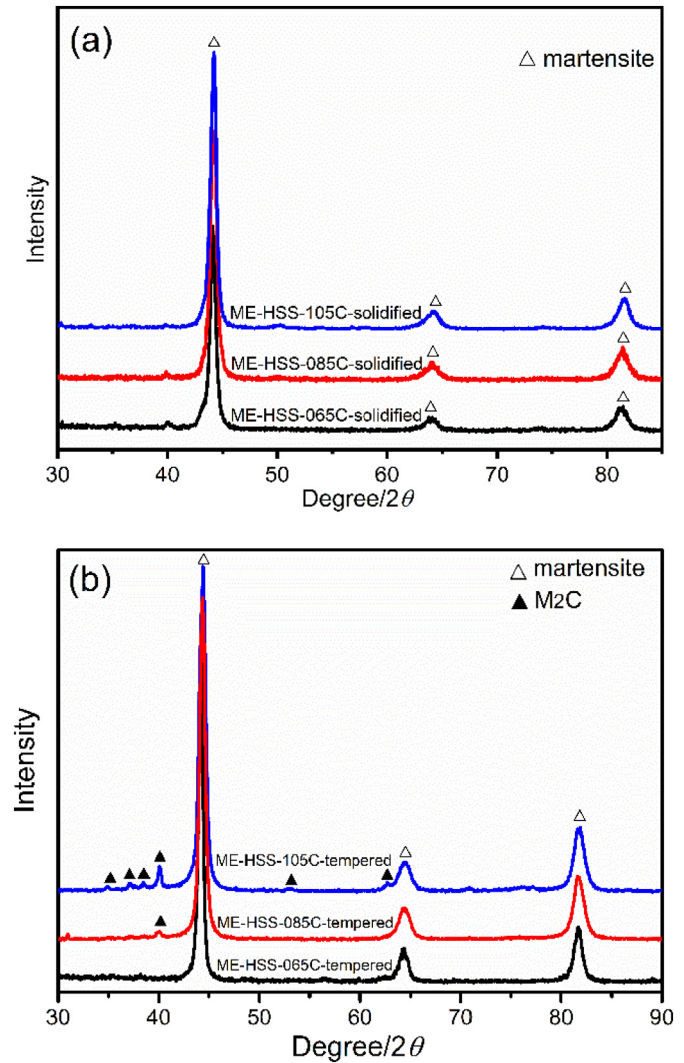 (a)
△ martensite
Intensity
ME-HSS-105C-solidified
ME-HSS-085C-solidified
ME-HSS-065C-solidified
30 40 50 60 70 80
Degree/2θ
(b)
△ martensite
▲ M2C
Intensity
ME-HSS-105C-tempered
ME-HSS-085C-tempered
ME-HSS-065C-tempered
30 40 50 60 70 80 90
Degree/2θ